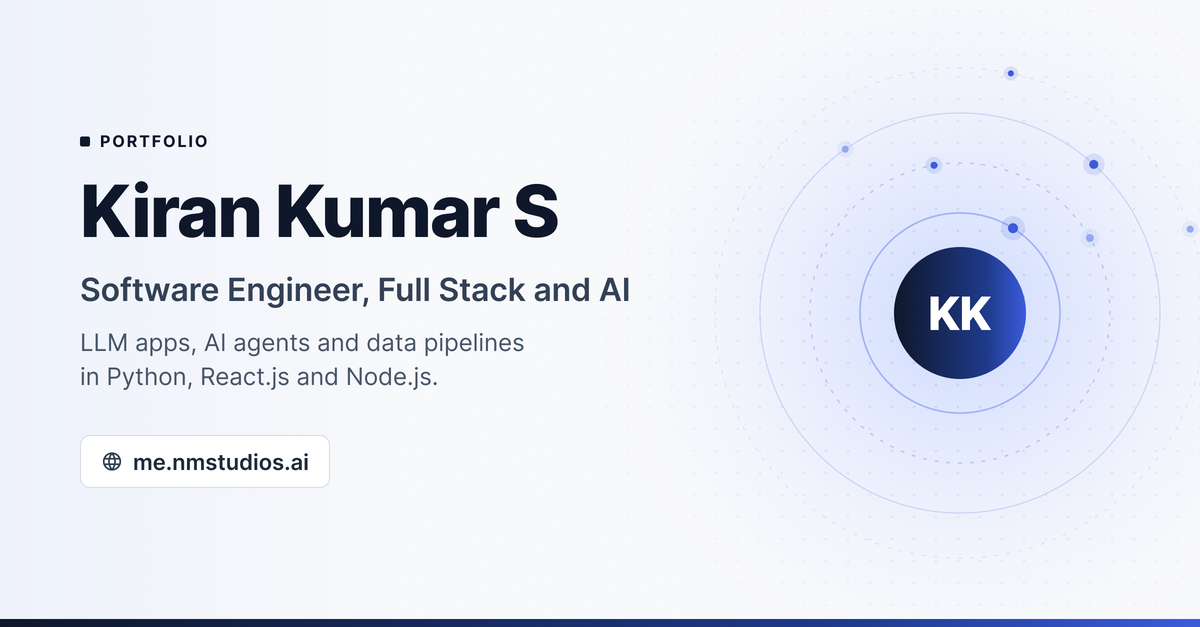 PORTFOLIO
Kiran Kumar S
Software Engineer, Full Stack and AI
LLM apps, AI agents and data pipelines
in Python, React.js and Node.js.
me.nmstudios.ai
KK